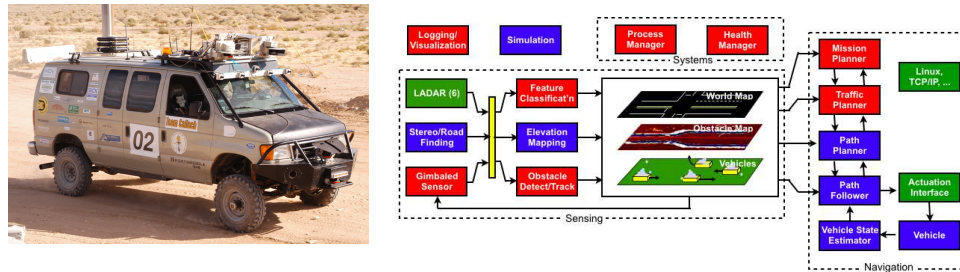 02
Team Caltech
Logging/
Visualization
Simulation
Process
Manager
Health
Manager
Systems
LADAR (6)
Stereo/Road
Finding
Gimbaled
Sensor
Feature
Classificat'n
Elevation
Mapping
Obstacle
Detect/Track
World Map
Obstacle Map
Vehicles
Sensing
Mission
Planner
Traffic
Planner
Path
Planner
Path
Follower
Vehicle State
Estimator
Linux,
TCP/IP, ...
Actuation
Interface
Vehicle
Navigation